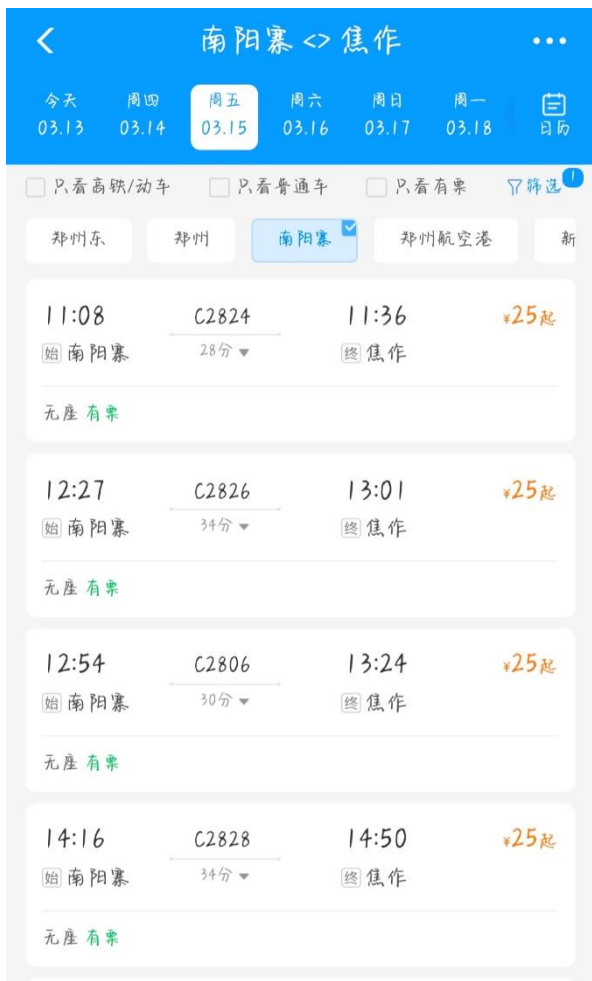 南阳寨<>焦作
今天 周四 周五 周六 周日 周一
03.13 03.14 03.15 03.16 03.17 03.18 日历
只看高铁/动车 只看普通车 只看有票 筛选 1
郑州东 郑州 南阳寨 郑州航空港 新
11:08 C2824 11:36 ¥25起
始 南阳寨 28分 终 焦作
无座 有票
12:27 C2826 13:01 ¥25起
始 南阳寨 34分 终 焦作
无座 有票
12:54 C2806 13:24 ¥25起
始 南阳寨 30分 终 焦作
无座 有票
14:16 C2828 14:50 ¥25起
始 南阳寨 34分 终 焦作
无座 有票